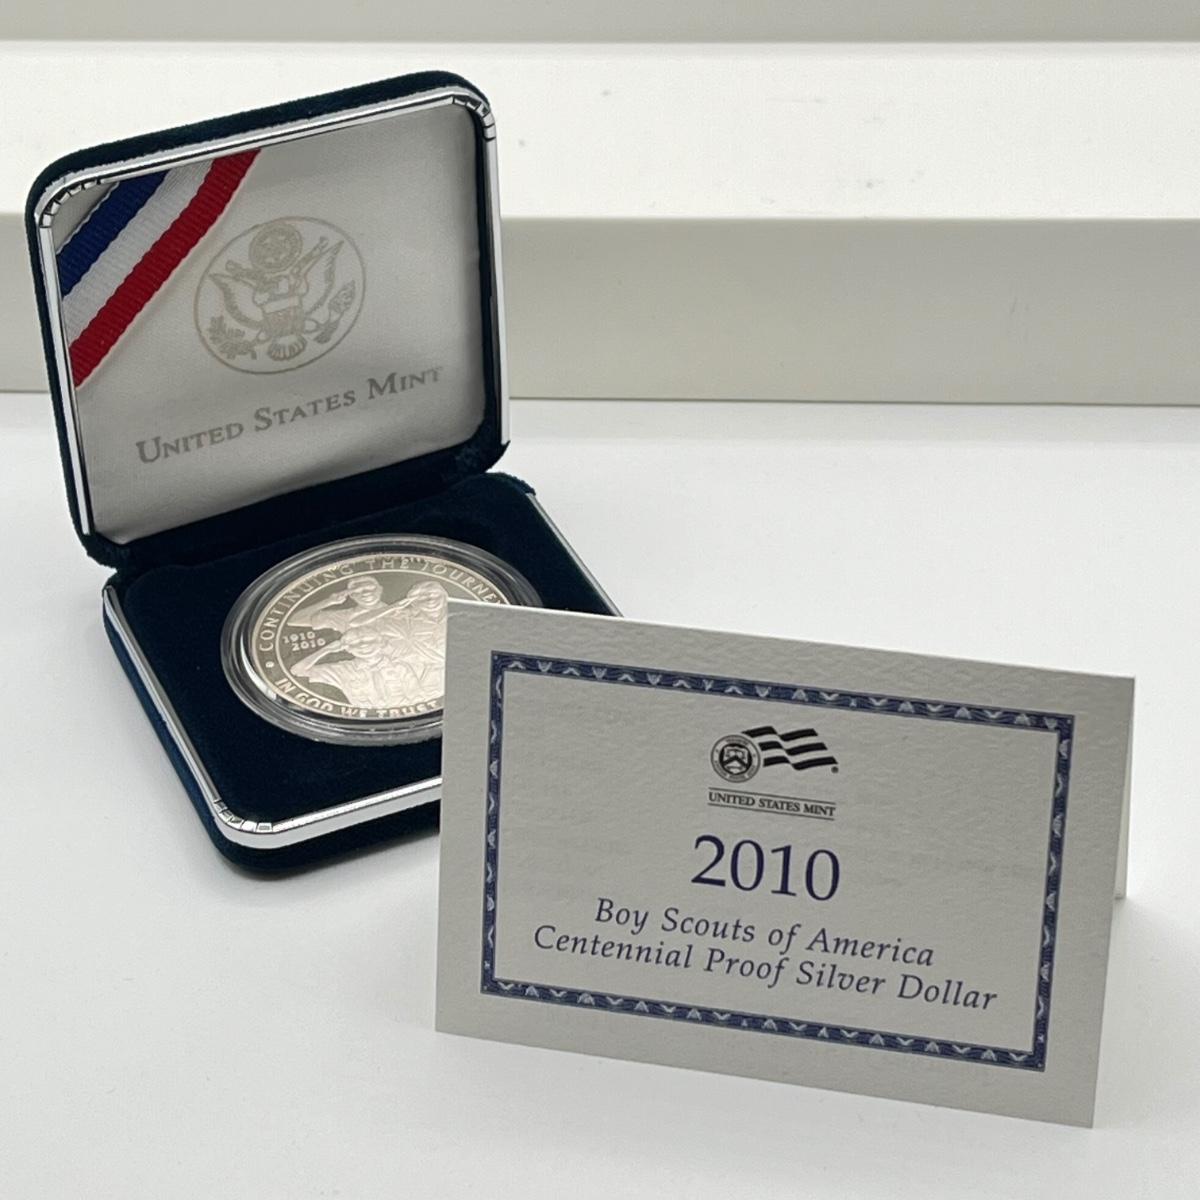 UNITED STATES MINT
CONTINUING THE JOURNEY
1910
2010
IN GOD WE TRUST
UNITED STATES MINT
2010
Boy Scouts of America
Centennial Proof Silver Dollar